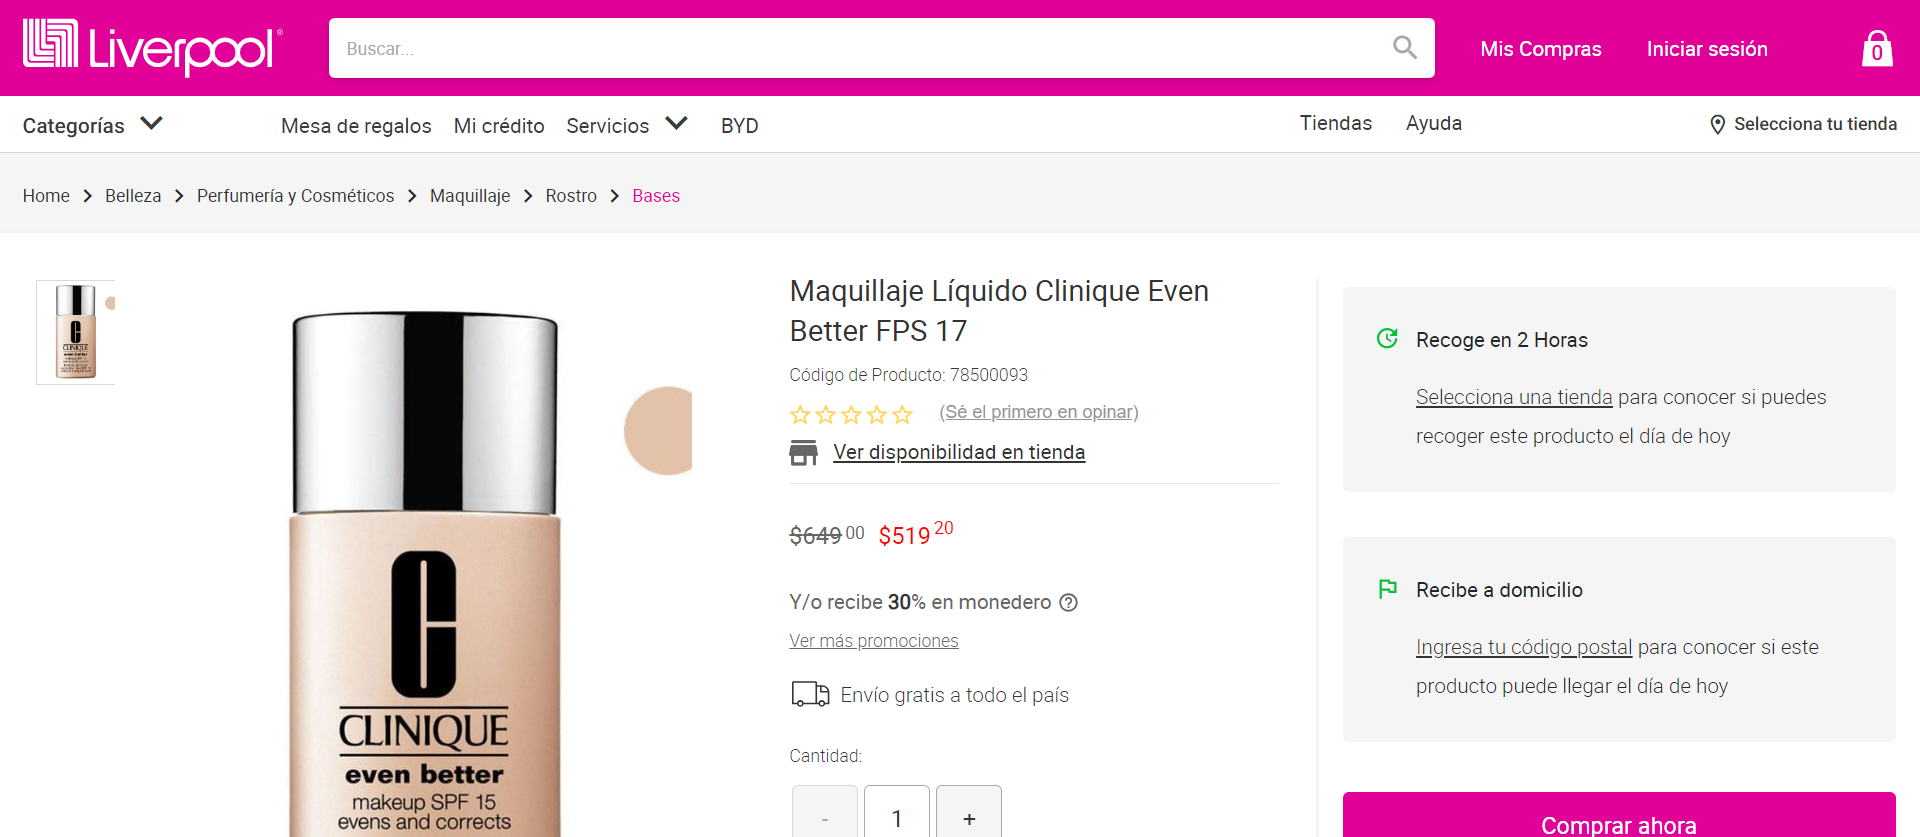 Liverpool®
Buscar...
Mis Compras
Iniciar sesión
0
Categorías
Mesa de regalos
Mi crédito
Servicios
BYD
Tiendas
Ayuda
Selecciona tu tienda
Home > Belleza > Perfumería y Cosméticos > Maquillaje > Rostro > Bases
C
CLINIQUE
even better
C
CLINIQUE
even better
makeup SPF 15
evens and corrects
Maquillaje Líquido Clinique Even
Better FPS 17
Código de Producto: 78500093
(Sé el primero en opinar)
Ver disponibilidad en tienda
$649 00 $519 20
Y/o recibe 30% en monedero ?
Ver más promociones
Envío gratis a todo el país
Cantidad:
- 1 +
Recoge en 2 Horas
Selecciona una tienda para conocer si puedes
recoger este producto el día de hoy
Recibe a domicilio
Ingresa tu código postal para conocer si este
producto puede llegar el día de hoy
Comprar ahora